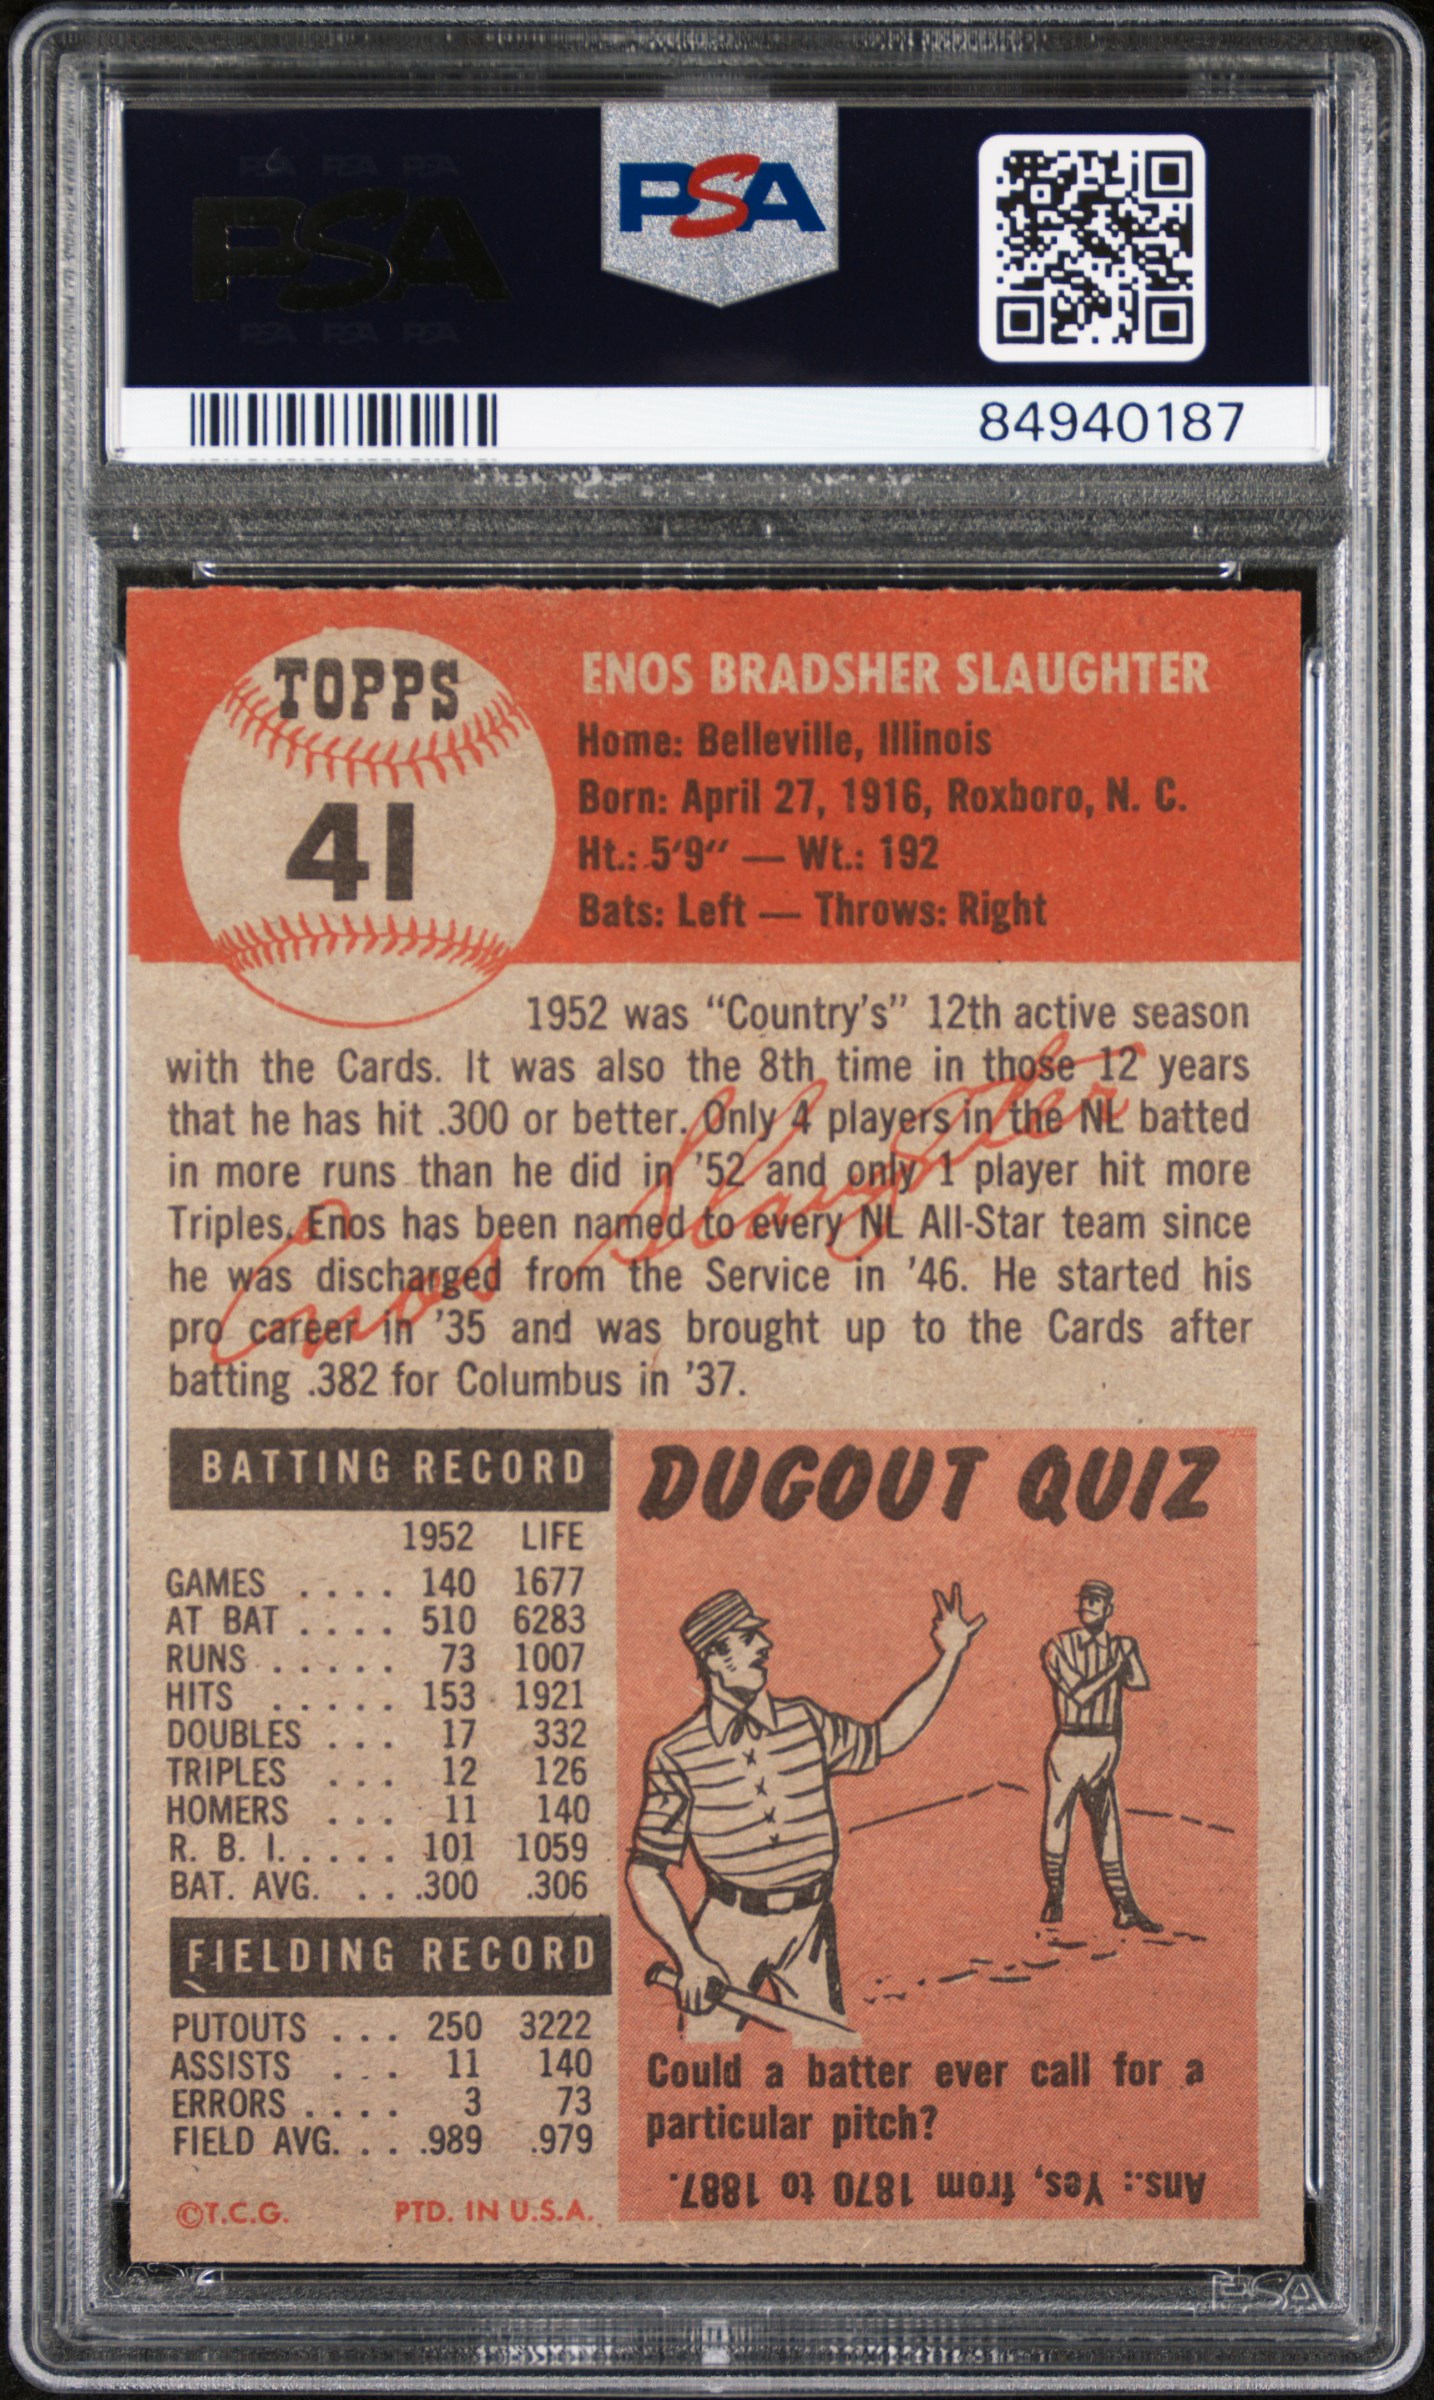 PSA PSA PSA
PSA
PSA PSA PSA
PSA
84940187
TOPPS
41
ENOS BRADSHER SLAUGHTER
Home: Belleville, Illinois
Born: April 27, 1916, Roxboro, N. C.
Ht.: 5'9" — Wt.: 192
Bats: Left — Throws: Right
1952 was "Country's" 12th active season
with the Cards. It was also the 8th time in those 12 years
that he has hit .300 or better. Only 4 players in the NL batted
in more runs than he did in '52 and only 1 player hit more
Triples. Enos has been named to every NL All-Star team since
he was discharged from the Service in '46. He started his
pro career in '35 and was brought up to the Cards after
batting .382 for Columbus in '37.
Enos Slaughter
BATTING RECORD
1952 LIFE
GAMES . . . . 140 1677
AT BAT . . . . 510 6283
RUNS . . . . . 73 1007
HITS . . . . . 153 1921
DOUBLES . . . 17 332
TRIPLES . . . 12 126
HOMERS . . . 11 140
R. B. I. . . . . 101 1059
BAT. AVG. . . .300 .306
FIELDING RECORD
PUTOUTS . . . 250 3222
ASSISTS . . . 11 140
ERRORS . . . . 3 73
FIELD AVG. . . .989 .979
©T.C.G. PTD. IN U.S.A.
DUGOUT QUIZ
Could a batter ever call for a
particular pitch?
Ans.: Yes, from 1870 to 1887.
PSA